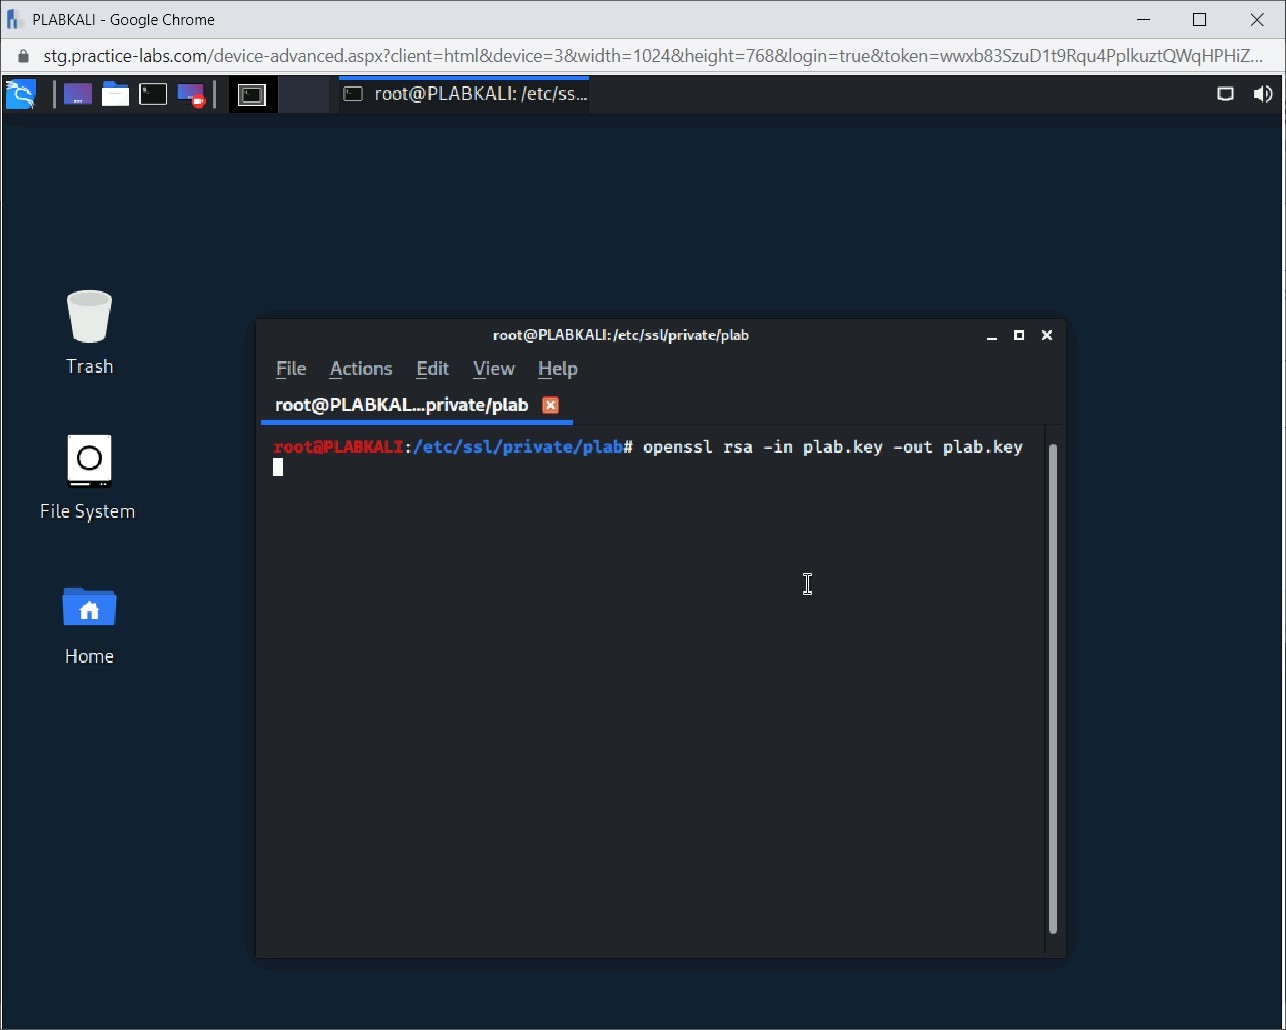 PLABKALI - Google Chrome
stg.practice-labs.com/device-advanced.aspx?client=html&device=3&width=1024&height=768&login=true&token=wwxb83SzuD1t9Rqu4PplkuztQWqHPHiZ...
root@PLABKALI: /etc/ss...
Trash
File System
Home
root@PLABKALI: /etc/ssl/private/plab
File Actions Edit View Help
root@PLABKAL...private/plab
root@PLABKALI:/etc/ssl/private/plab# openssl rsa -in plab.key -out plab.key